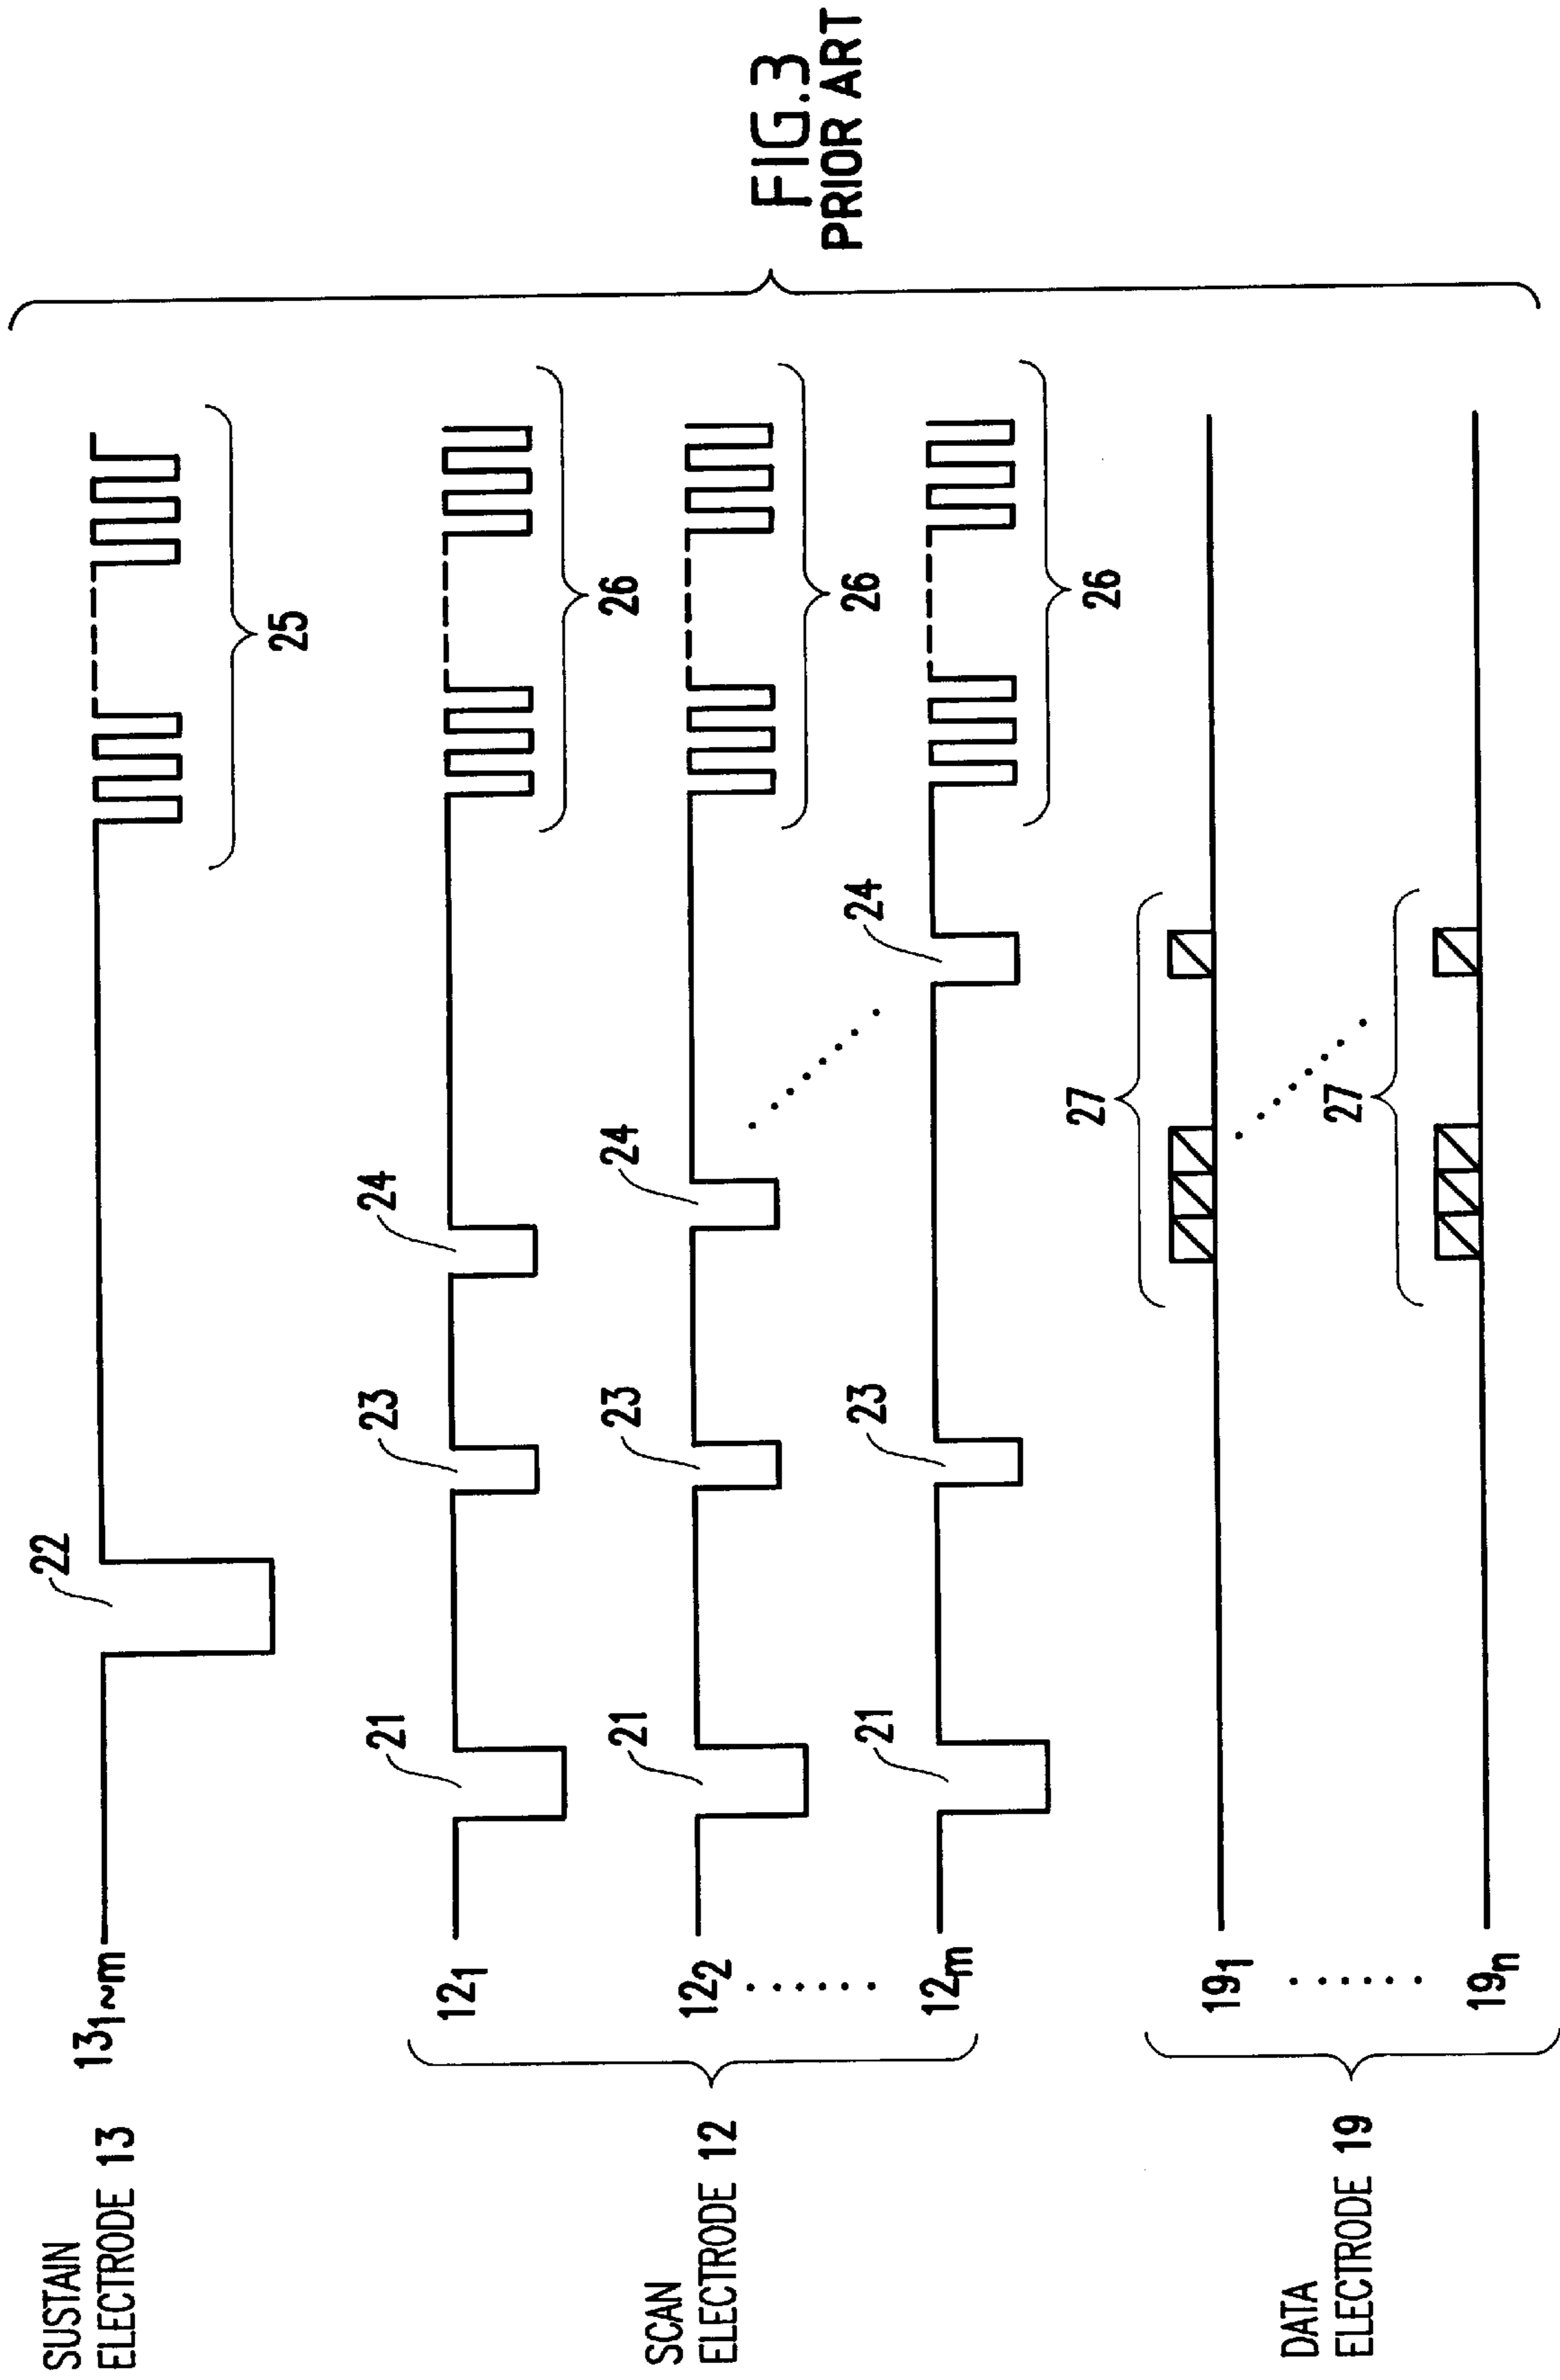 SUSTAIN
ELECTRODE 13
13₁~m
22
25
SCAN
ELECTRODE 12
12₁
21
23
24
26
12₂
21
23
24
26
12ₘ
21
23
24
26
DATA
ELECTRODE 19
19₁
27
19ₙ
27
FIG.3
PRIOR ART